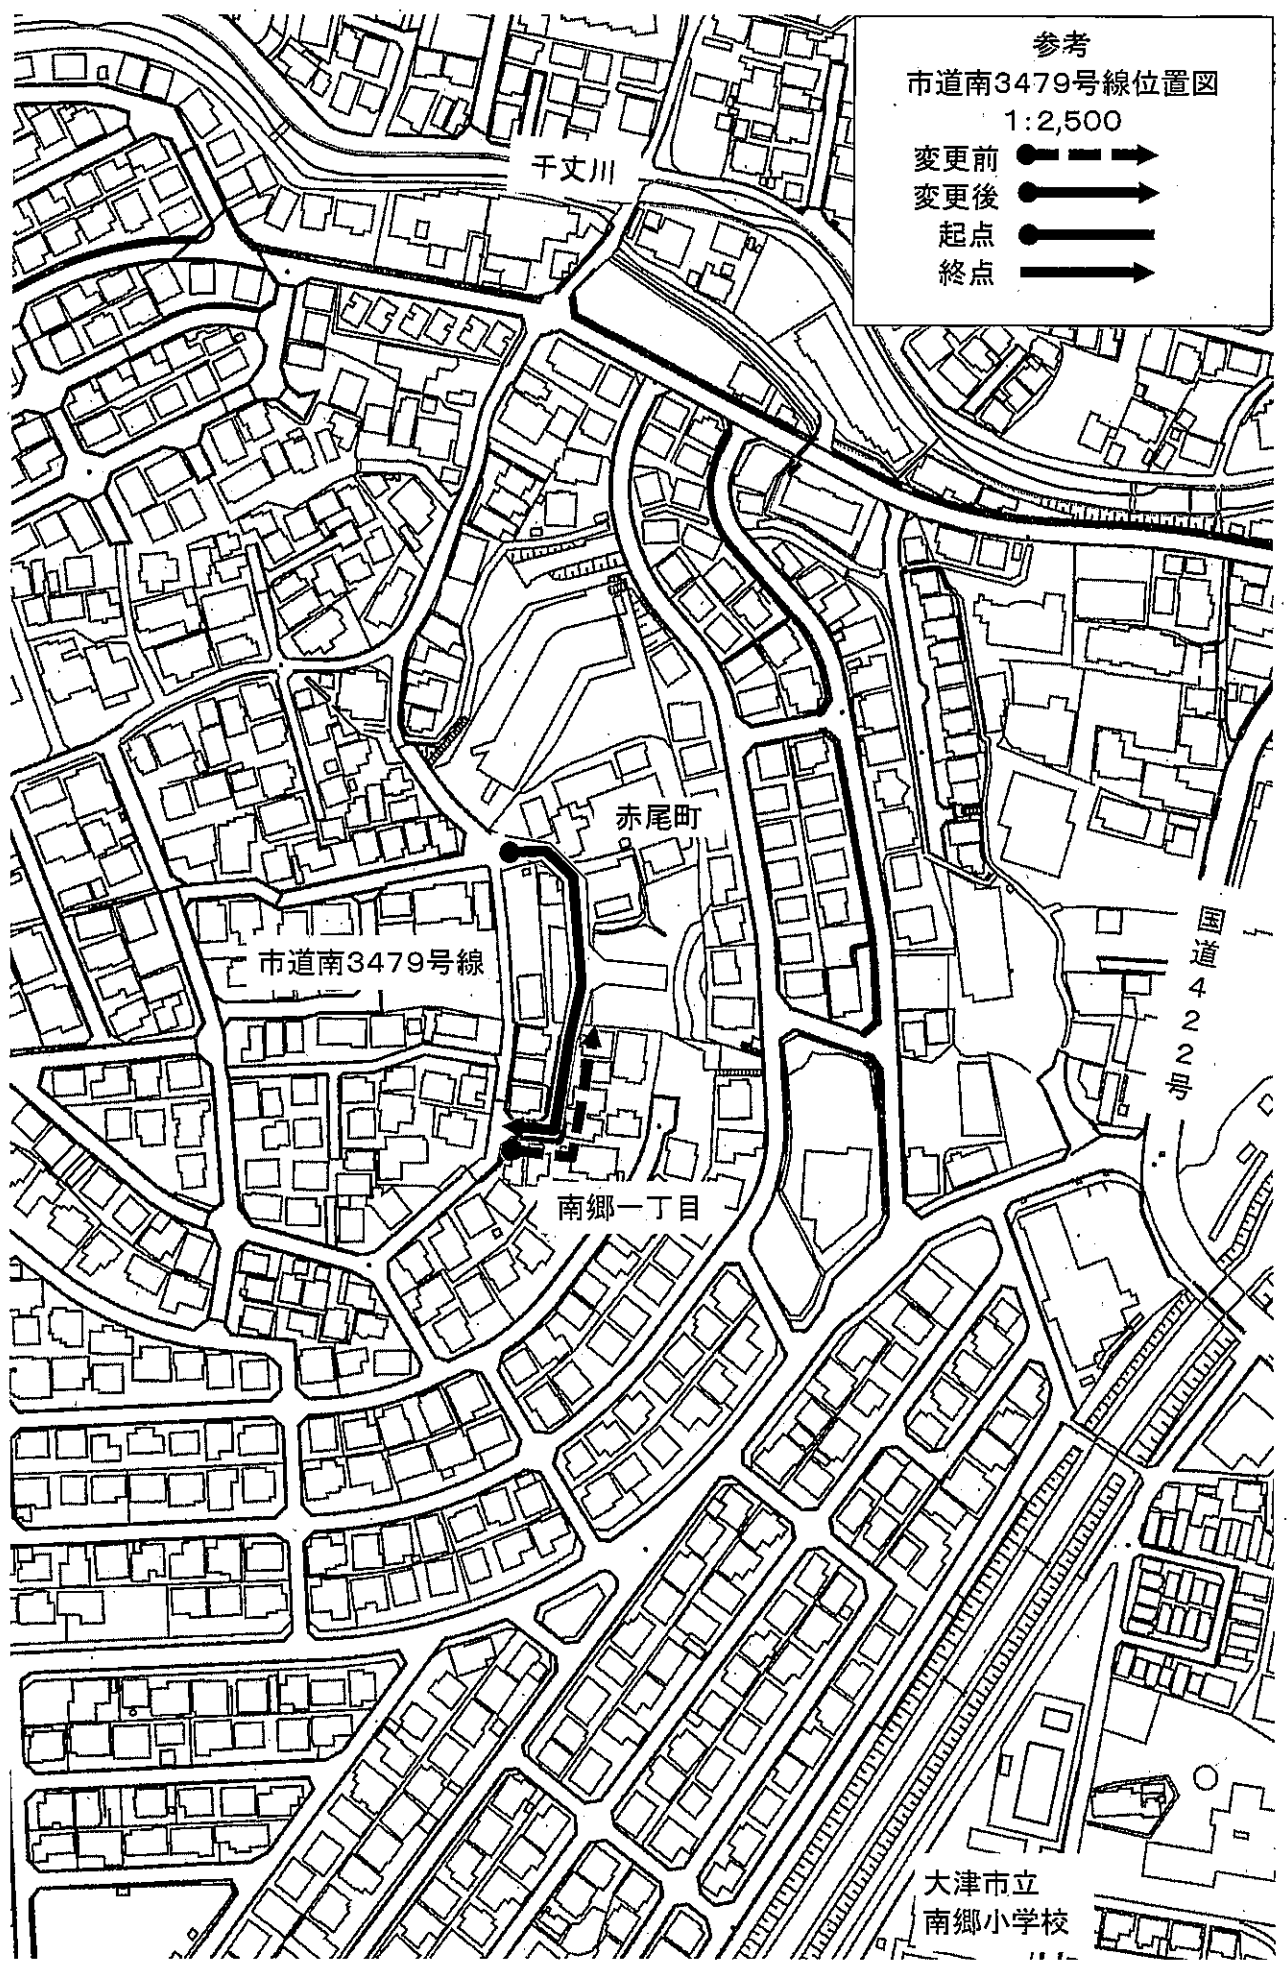 参考
市道南3479号線位置図
1:2,500
変更前
変更後
起点
終点
千丈川
赤尾町
市道南3479号線
国道422号
南郷一丁目
大津市立
南郷小学校